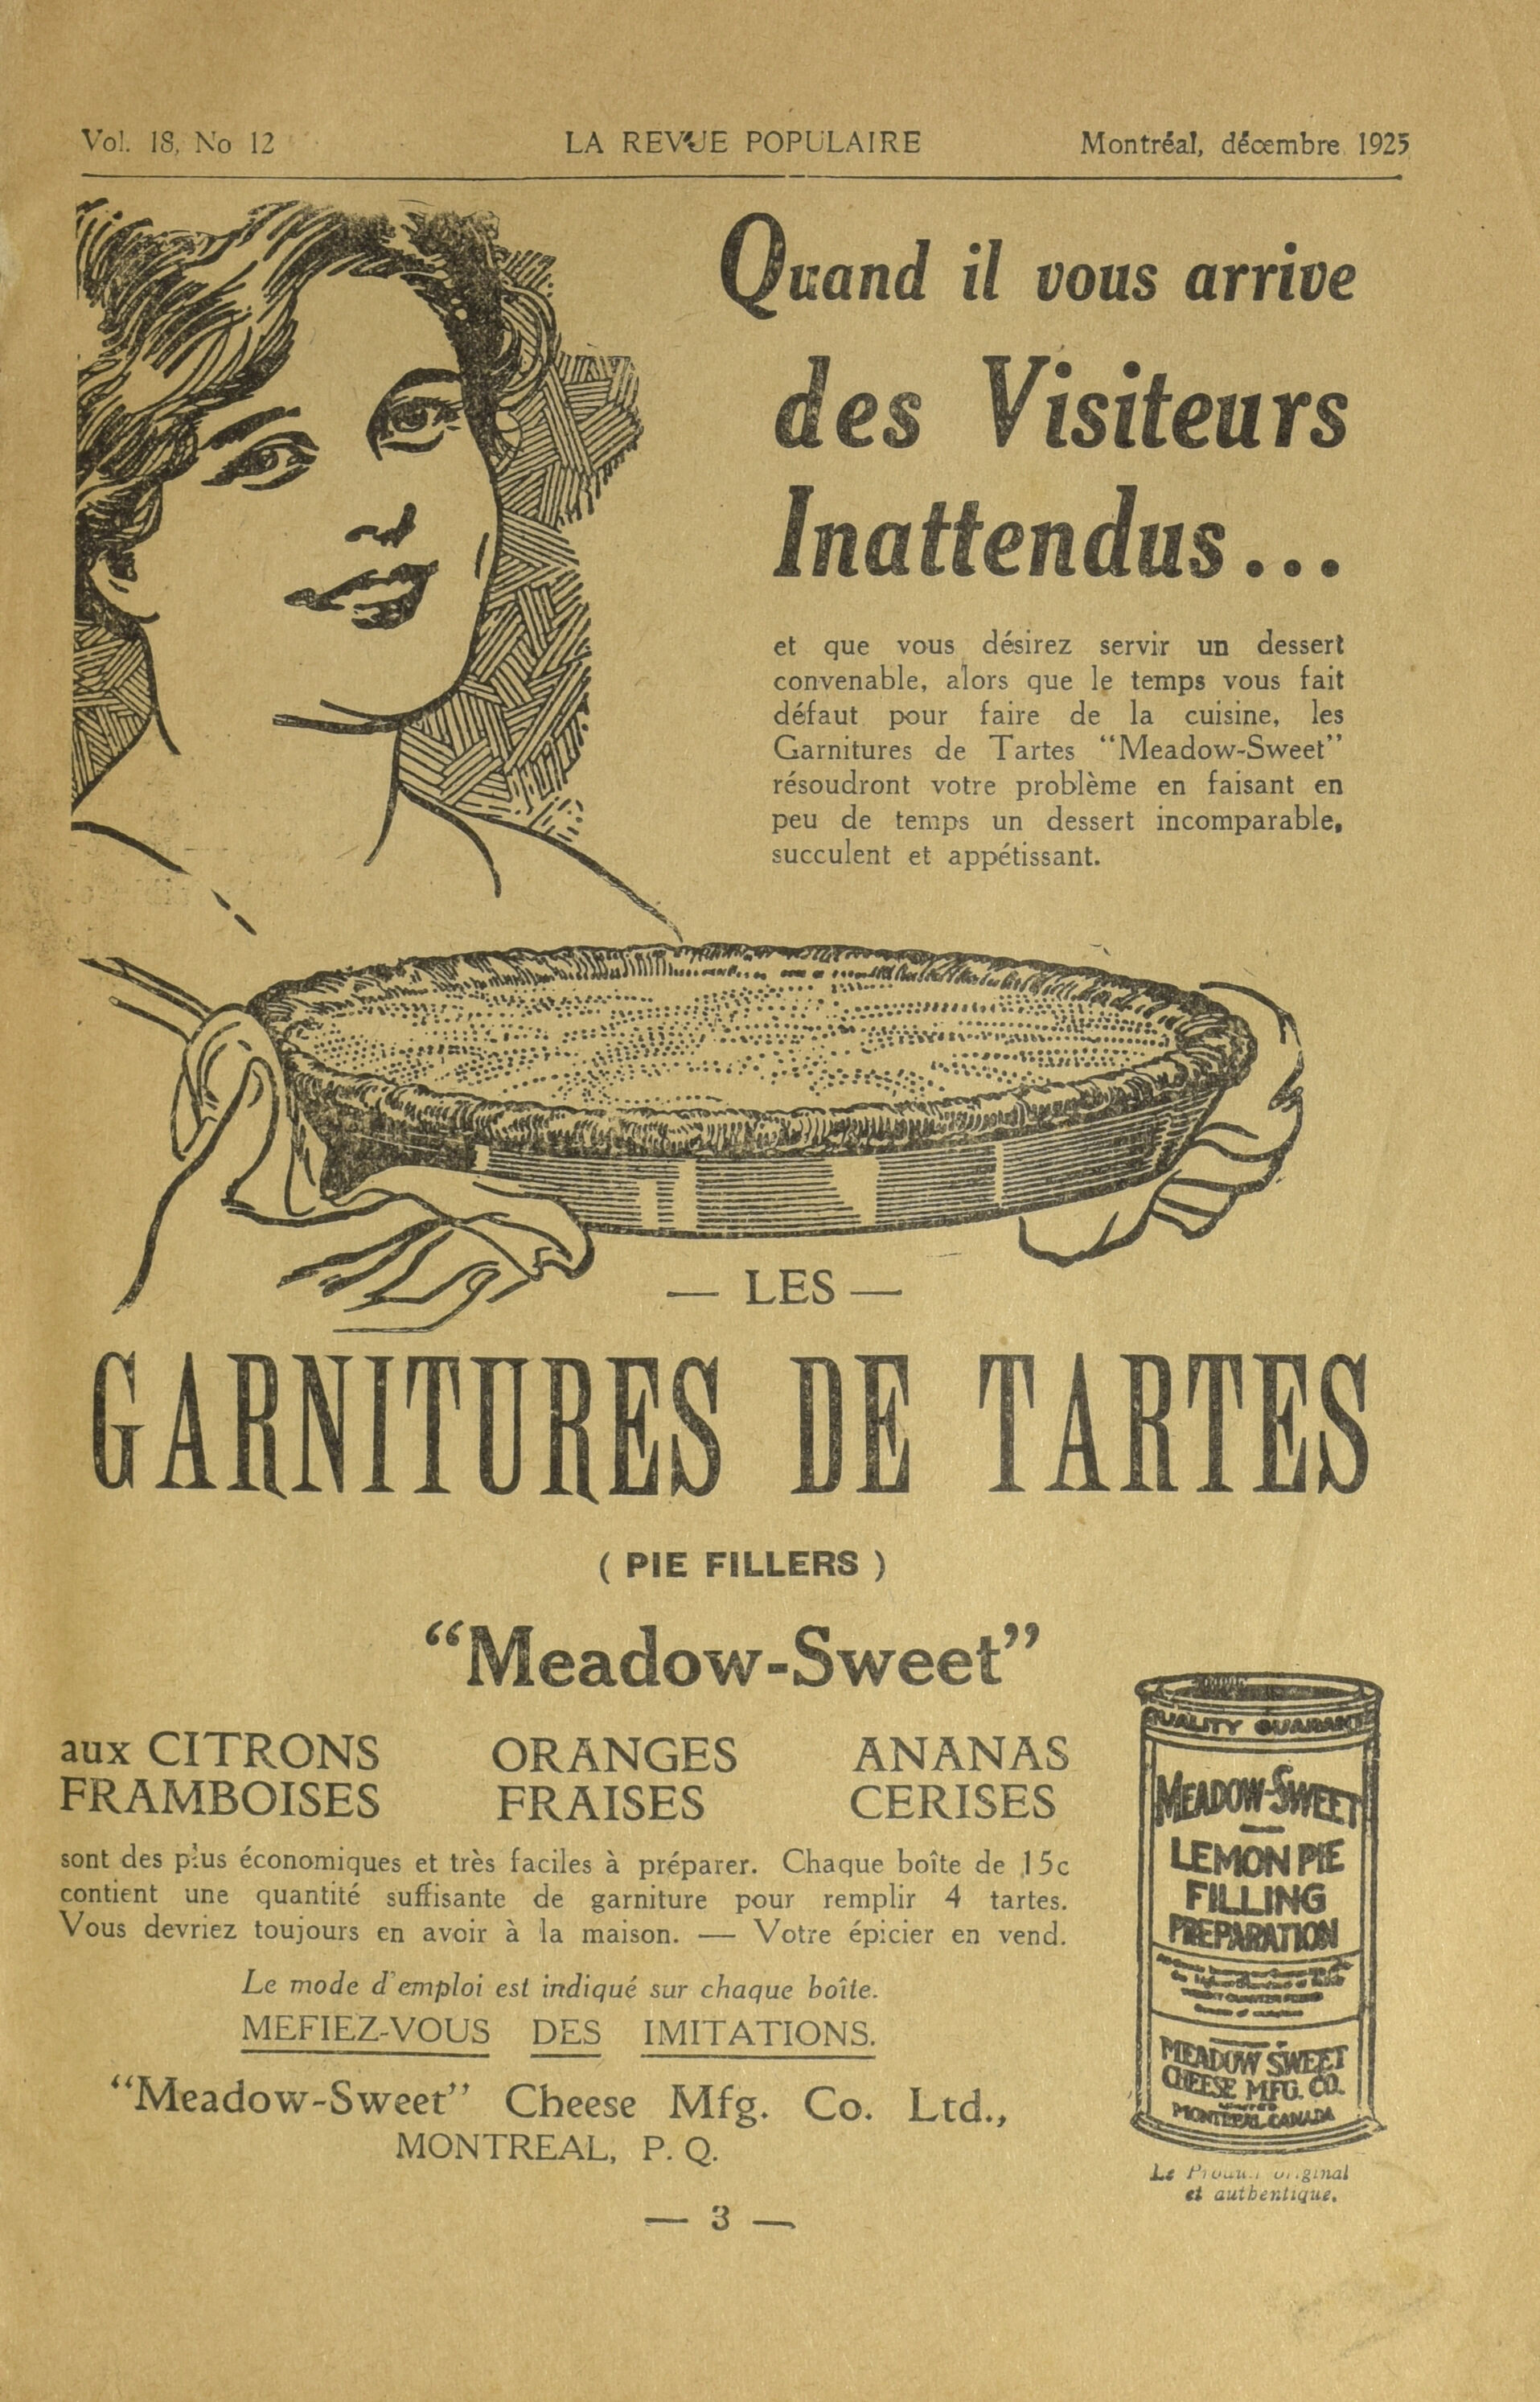 Vol. 18, No 12 LA REVUE POPULAIRE Montréal, décembre 1925
Quand il vous arrive
des Visiteurs
Inattendus...
et que vous désirez servir un dessert
convenable, alors que le temps vous fait
défaut pour faire de la cuisine, les
Garnitures de Tartes “Meadow-Sweet”
résoudront votre problème en faisant en
peu de temps un dessert incomparable,
succulent et appétissant.
— LES —
GARNITURES DE TARTES
( PIE FILLERS )
“Meadow-Sweet”
aux CITRONS ORANGES ANANAS
FRAMBOISES FRAISES CERISES
sont des plus économiques et très faciles à préparer. Chaque boîte de 15c
contient une quantité suffisante de garniture pour remplir 4 tartes.
Vous devriez toujours en avoir à la maison. — Votre épicier en vend.
Le mode d'emploi est indiqué sur chaque boîte.
MEFIEZ-VOUS DES IMITATIONS.
“Meadow-Sweet” Cheese Mfg. Co. Ltd.,
MONTREAL, P. Q.
QUALITY GUARANT
MEADOW-SWEET
LEMON PIE
FILLING
PREPARATION
MEADOW SWEET
CHEESE MFG. CO.
MONTREAL CANADA
Le Produit original
et authentique.
— 3 —